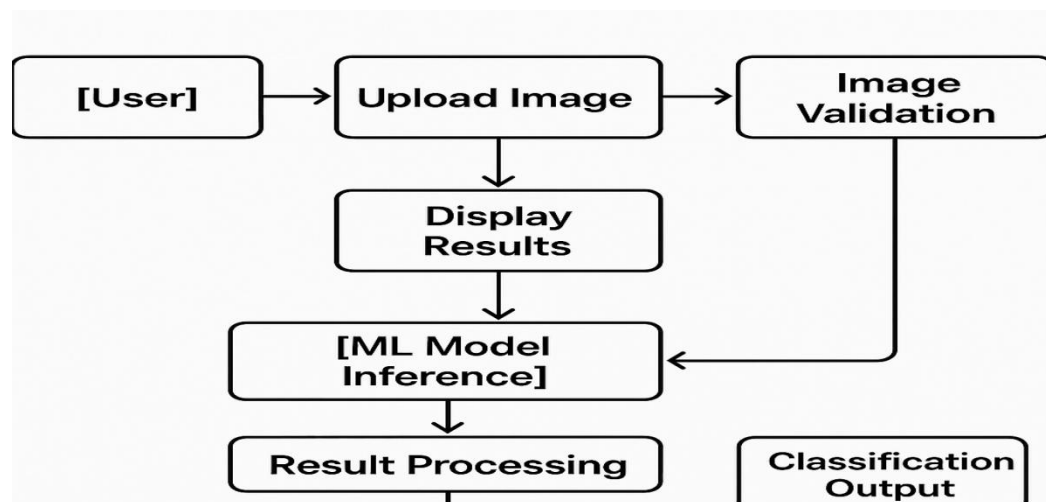 [User]
Upload Image
Image
Validation
Display
Results
[ML Model
Inference]
Result Processing
Classification
Output